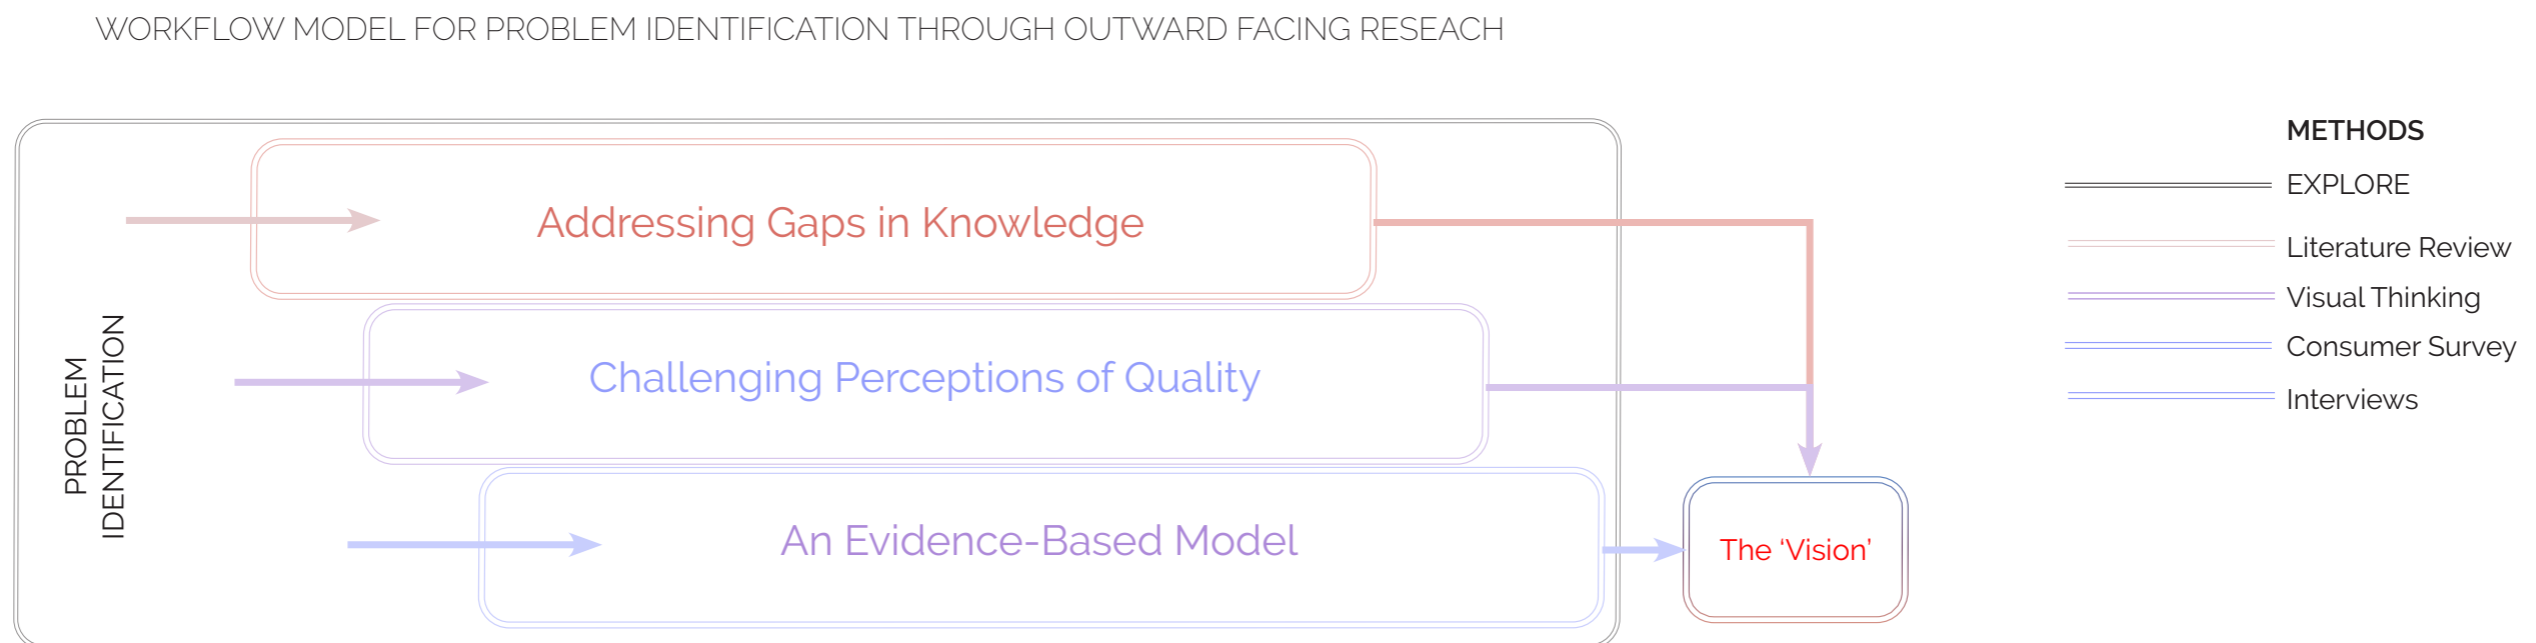 WORKFLOW MODEL FOR PROBLEM IDENTIFICATION THROUGH OUTWARD FACING RESEACH
PROBLEM
IDENTIFICATION
Addressing Gaps in Knowledge
Challenging Perceptions of Quality
An Evidence-Based Model
The ‘Vision’
METHODS
EXPLORE
Literature Review
Visual Thinking
Consumer Survey
Interviews